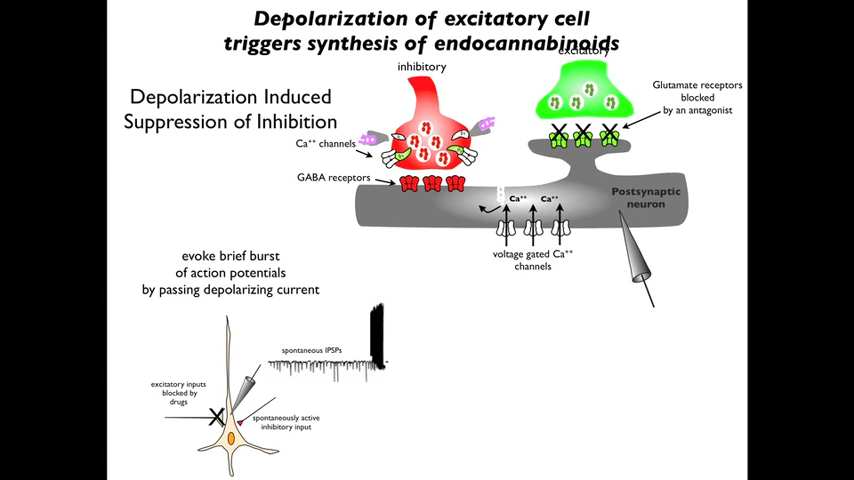 Depolarization of excitatory cell
triggers synthesis of endocannabinoids
excitatory
inhibitory
Depolarization Induced
Suppression of Inhibition
Glutamate receptors
blocked
by an antagonist
Ca++ channels
GABA receptors
Ca++ Ca++
Postsynaptic
neuron
voltage gated Ca++
channels
evoke brief burst
of action potentials
by passing depolarizing current
spontaneous IPSPs
excitatory inputs
blocked by
drugs
spontaneously active
inhibitory input